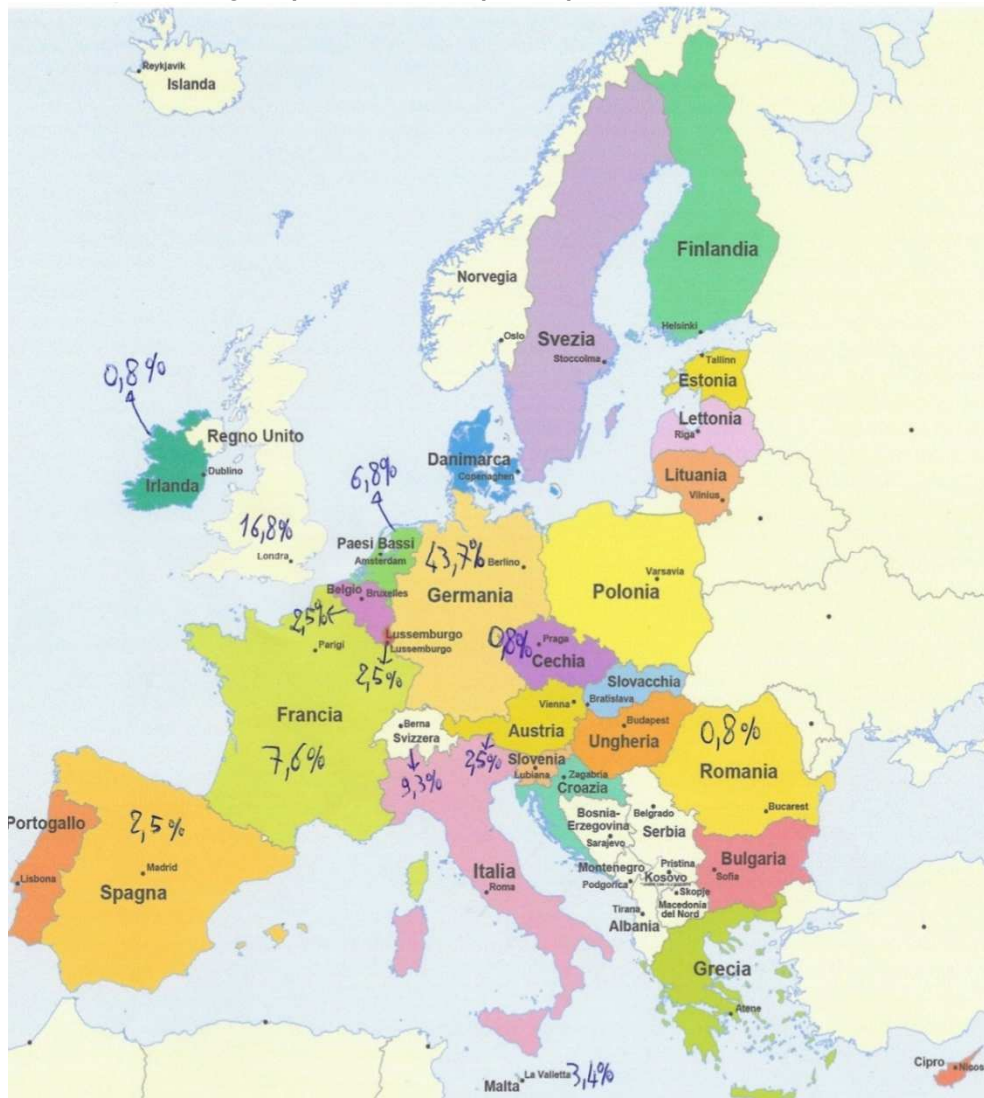 Reykjavik
Islanda
Finlandia
Norvegia
Helsinki
Oslo
Svezia
Stoccolma
Tallinn
Estonia
0,8%
Lettonia
Riga
Regno Unito
Danimarca
Copenaghen
Dublino
Irlanda
Lituania
Vilnius
6,8%
16,8%
Londra
Paesi Bassi
Amsterdam
43,7%
Berlino
Germania
Varsavia
Polonia
Belgio
Bruxelles
2,5%
Parigi
Lussemburgo
Lussemburgo
2,5%
0,8%
Praga
Cechia
Slovacchia
Bratislava
Vienna
Austria
Budapest
Ungheria
Francia
7,6%
Berna
Svizzera
9,3%
2,5%
Slovenia
Lubiana
Zagabria
Croazia
0,8%
Romania
Bucarest
Portogallo
Lisbona
2,5%
Madrid
Spagna
Italia
Roma
Bosnia-
Erzegovina
Sarajevo
Belgrado
Serbia
Montenegro
Podgorica
Pristina
Kosovo
Skopje
Macedonia
del Nord
Tirana
Albania
Bulgaria
Sofia
Grecia
Atene
Malta
La Valletta
3,4%
Cipro
Nicos